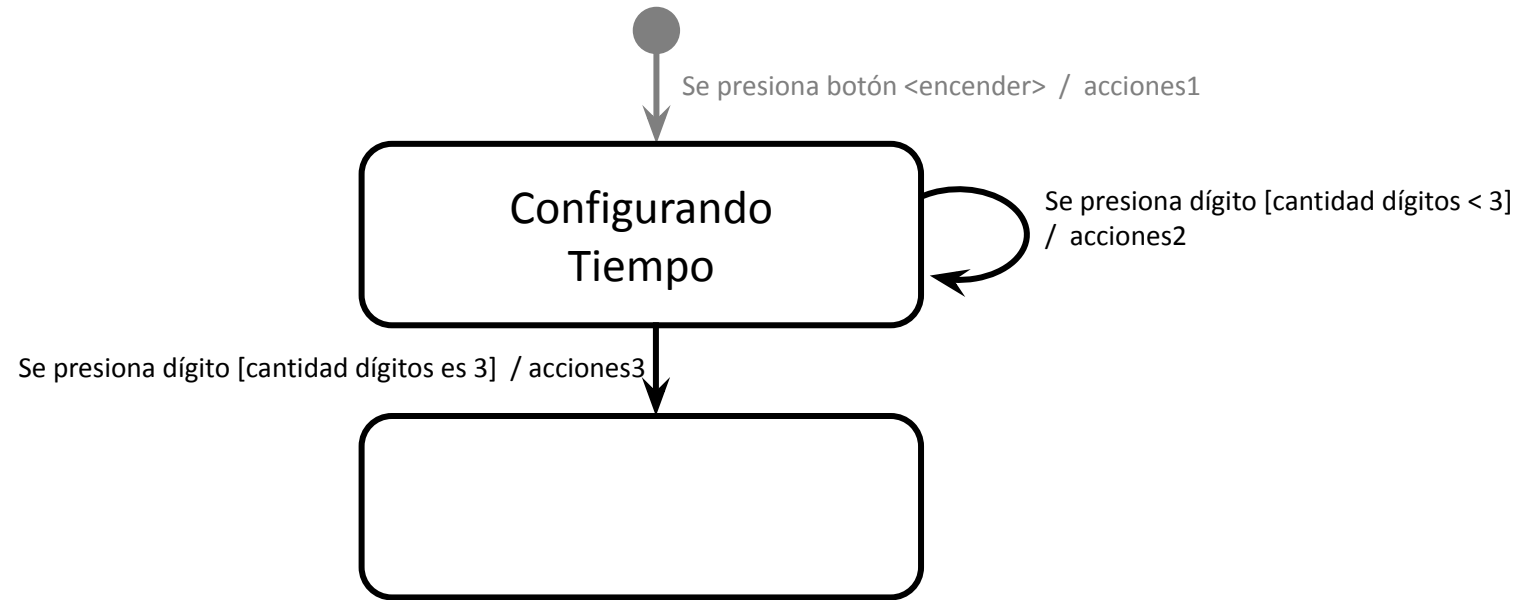 Se presiona botón <encender> / acciones1
Configurando
Tiempo
Se presiona dígito [cantidad dígitos < 3]
/ acciones2
Se presiona dígito [cantidad dígitos es 3] / acciones3